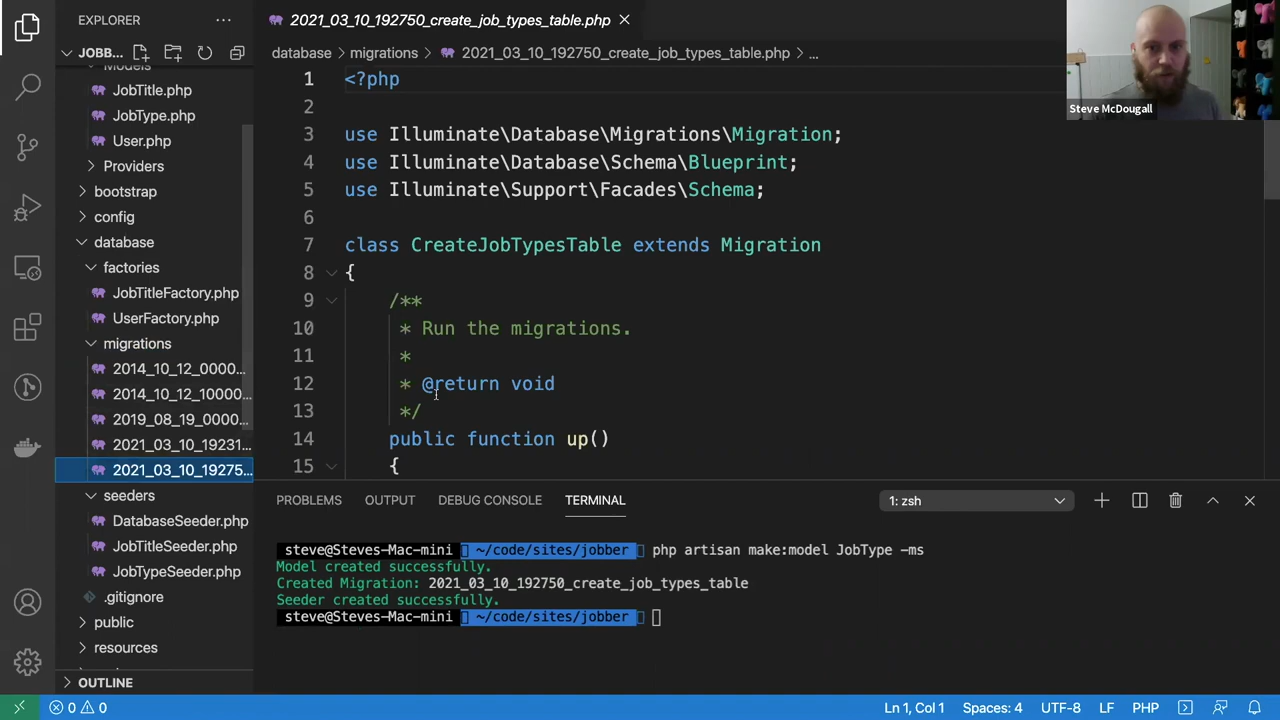 EXPLORER
JOBB...
Models
JobTitle.php
JobType.php
User.php
Providers
bootstrap
config
database
factories
JobTitleFactory.php
UserFactory.php
migrations
2014_10_12_0000...
2014_10_12_10000...
2019_08_19_0000...
2021_03_10_19231...
2021_03_10_19275...
seeders
DatabaseSeeder.php
JobTitleSeeder.php
JobTypeSeeder.php
.gitignore
public
resources
OUTLINE
2021_03_10_192750_create_job_types_table.php
database > migrations > 2021_03_10_192750_create_job_types_table.php > ...
1 <?php
2
3 use Illuminate\Database\Migrations\Migration;
4 use Illuminate\Database\Schema\Blueprint;
5 use Illuminate\Support\Facades\Schema;
6
7 class CreateJobTypesTable extends Migration
8 {
9 /**
10 * Run the migrations.
11 *
12 * @return void
13 */
14 public function up()
15 {
Steve McDougall
PROBLEMS OUTPUT DEBUG CONSOLE TERMINAL 1: zsh
steve@Steves-Mac-mini ~/code/sites/jobber php artisan make:model JobType -ms
Model created successfully.
Created Migration: 2021_03_10_192750_create_job_types_table
Seeder created successfully.
steve@Steves-Mac-mini ~/code/sites/jobber
0 0 Ln 1, Col 1 Spaces: 4 UTF-8 LF PHP